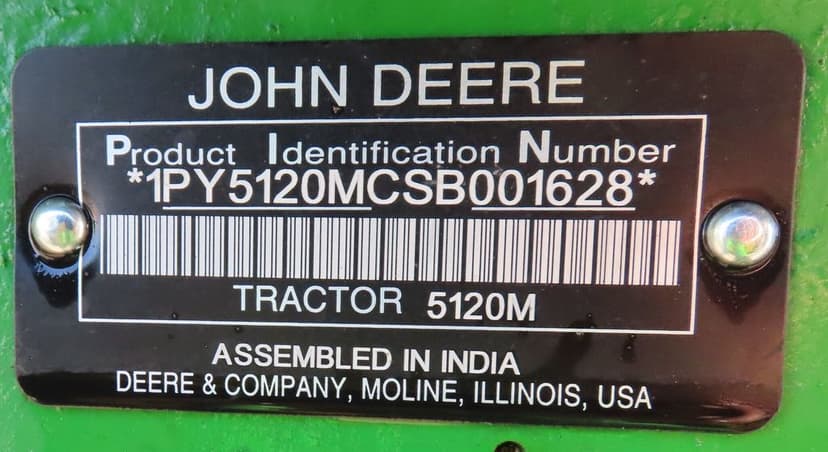 JOHN DEERE
Product Identification Number
*1PY5120MCSB001628*
TRACTOR 5120M
ASSEMBLED IN INDIA
DEERE & COMPANY, MOLINE, ILLINOIS, USA